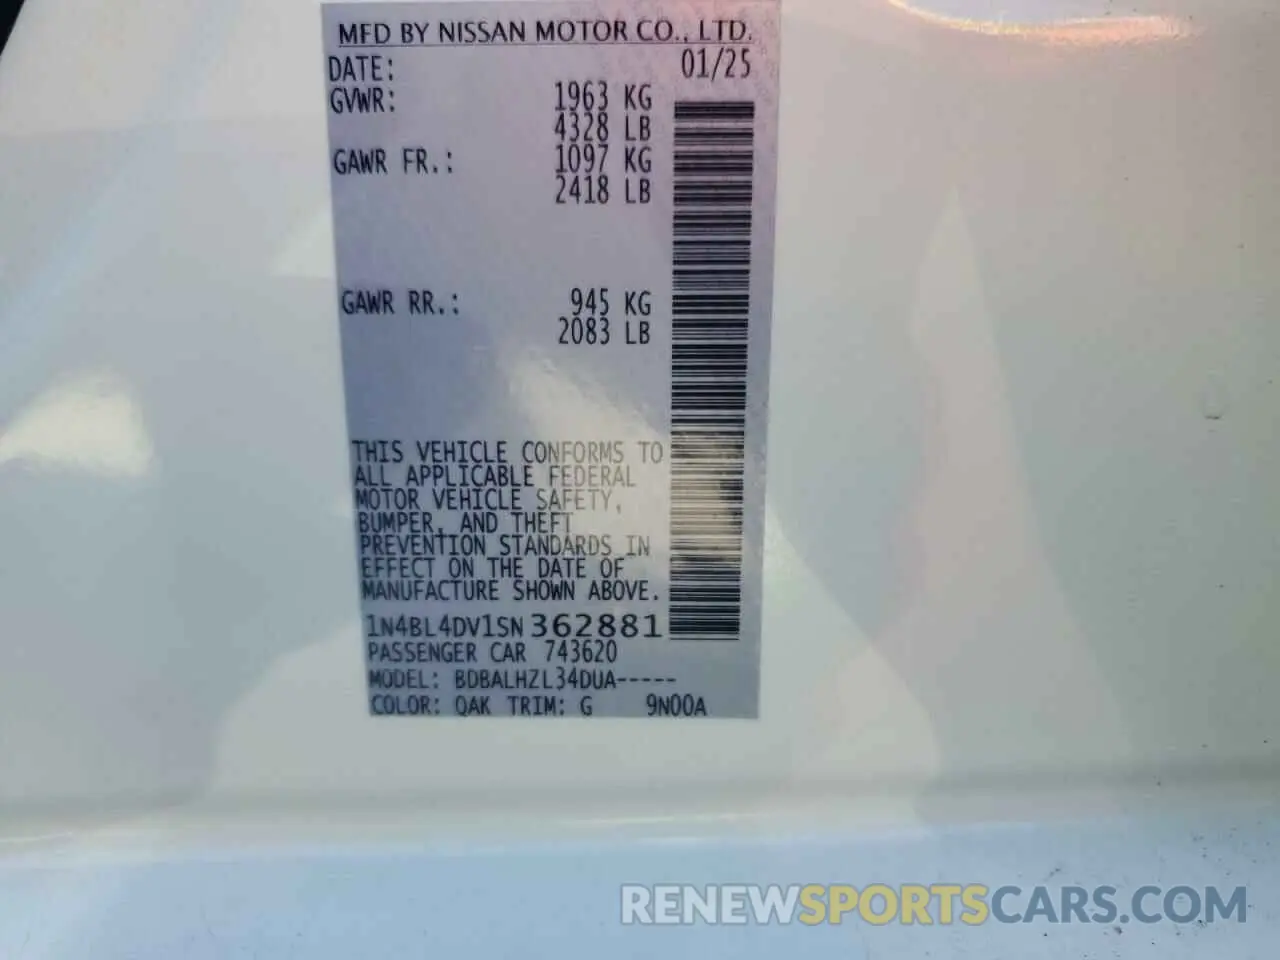 MFD BY NISSAN MOTOR CO., LTD.
DATE: 01/25
GVWR: 1963 KG
4328 LB
GAWR FR.: 1097 KG
2418 LB
GAWR RR.: 945 KG
2083 LB
THIS VEHICLE CONFORMS TO
ALL APPLICABLE FEDERAL
MOTOR VEHICLE SAFETY,
BUMPER, AND THEFT
PREVENTION STANDARDS IN
EFFECT ON THE DATE OF
MANUFACTURE SHOWN ABOVE.
1N4BL4DV1SN362881
PASSENGER CAR 743620
MODEL: BDBALHZL34DUA-----
COLOR: QAK TRIM: G 9N00A
RENEWSPORTSCARS.COM